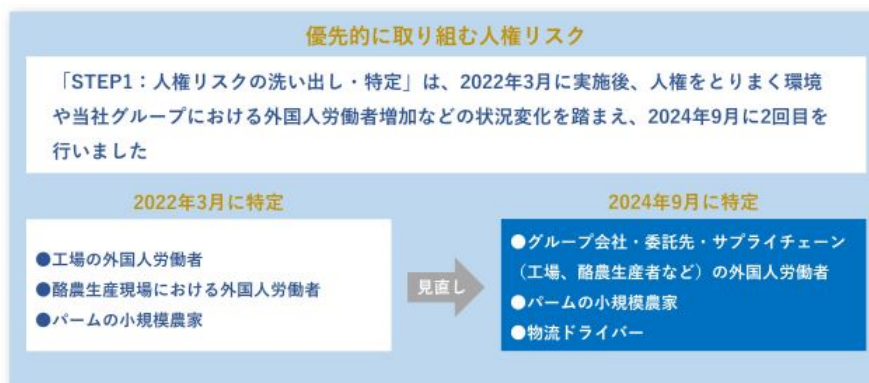 優先的に取り組む人権リスク
「STEP1：人権リスクの洗い出し・特定」は、2022年3月に実施後、人権をとりまく環境
や当社グループにおける外国人労働者増加などの状況変化を踏まえ、2024年9月に2回目を
行いました
2022年3月に特定
●工場の外国人労働者
●酪農生産現場における外国人労働者
●パームの小規模農家
見直し
2024年9月に特定
●グループ会社・委託先・サプライチェーン
（工場、酪農生産者など）の外国人労働者
●パームの小規模農家
●物流ドライバー